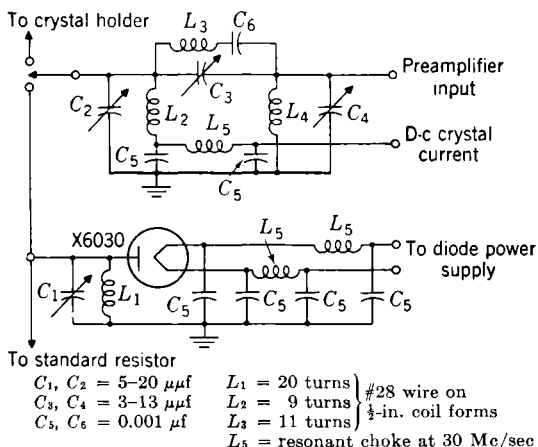 To crystal holder
L3 C6
C2
C3
Preamplifier
input
L2
L5
L4
C4
D-c crystal
current
C5
C5
X6030
L5
L5
To diode power
supply
C1
L1
C5
C5
C5
C5
To standard resistor
C1, C2 = 5–20 μμf
C3, C4 = 3–13 μμf
C5, C6 = 0.001 μf
L1 = 20 turns
L2 = 9 turns
L3 = 11 turns
#28 wire on
½-in. coil forms
L5 = resonant choke at 30 Mc/sec